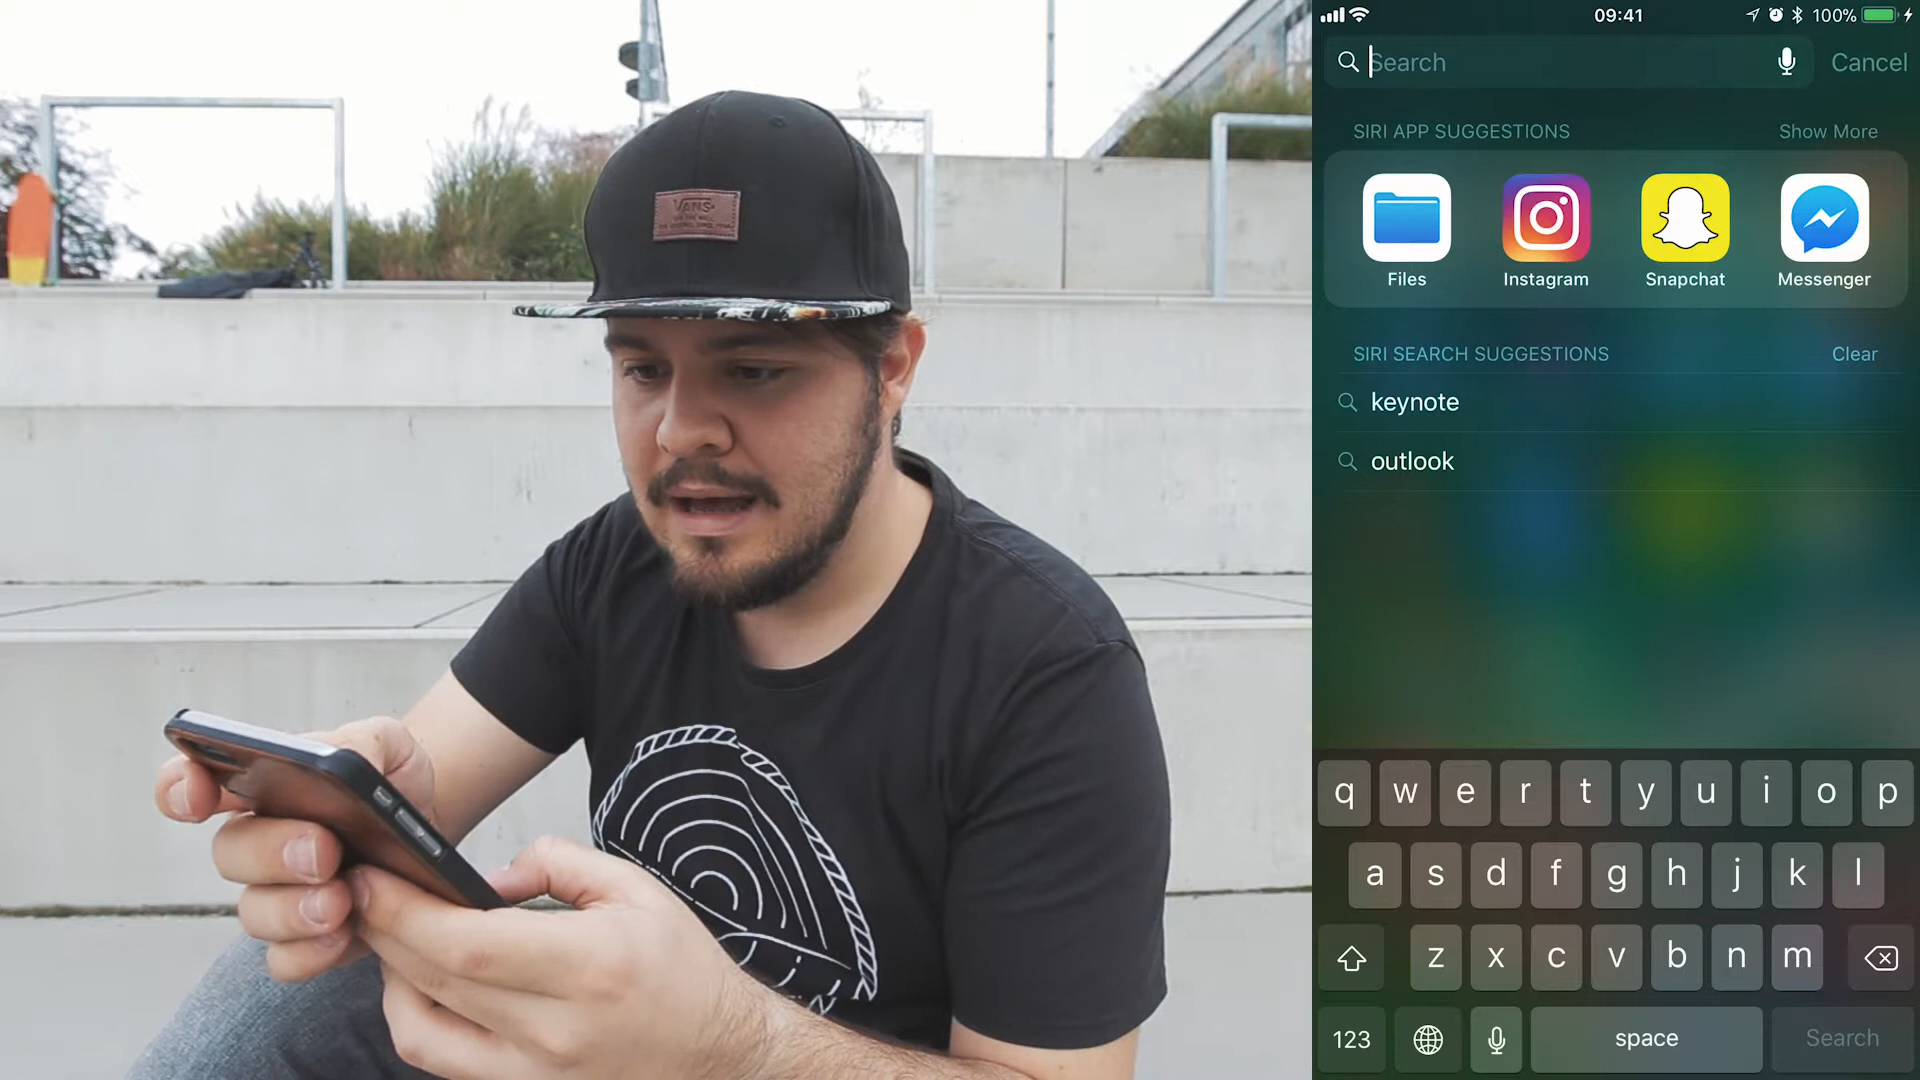 VANS
09:41
100%
Search
Cancel
SIRI APP SUGGESTIONS
Show More
Files
Instagram
Snapchat
Messenger
SIRI SEARCH SUGGESTIONS
Clear
keynote
outlook
q w e r t y u i o p
a s d f g h j k l
z x c v b n m
123
space
Search